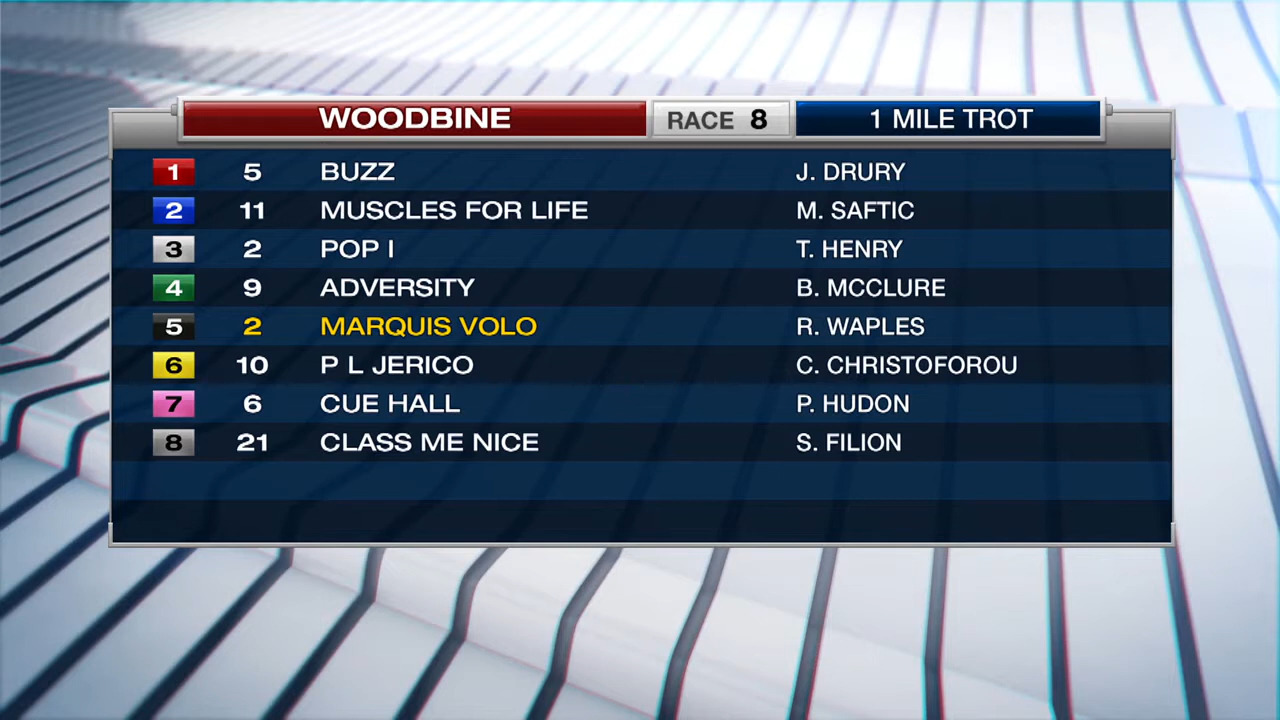 WOODBINE RACE 8 1 MILE TROT
1 5 BUZZ J. DRURY
2 11 MUSCLES FOR LIFE M. SAFTIC
3 2 POP I T. HENRY
4 9 ADVERSITY B. MCCLURE
5 2 MARQUIS VOLO R. WAPLES
6 10 P L JERICO C. CHRISTOFOROU
7 6 CUE HALL P. HUDON
8 21 CLASS ME NICE S. FILION